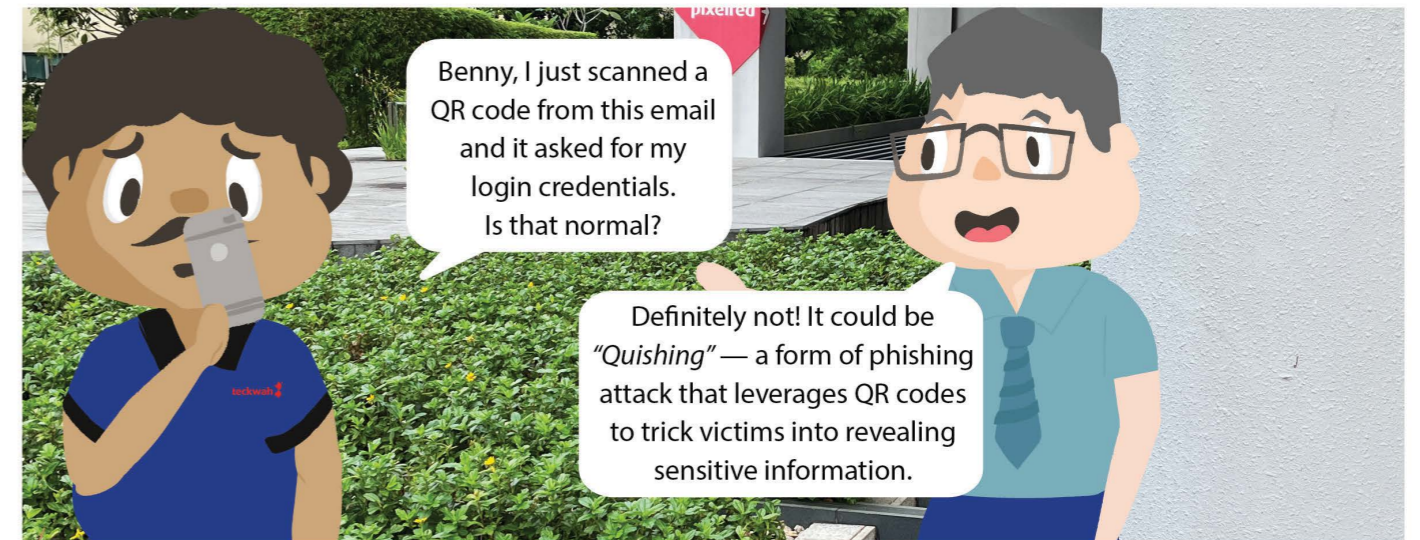 pixelred
Benny, I just scanned a
QR code from this email
and it asked for my
login credentials.
Is that normal?
Definitely not! It could be
“Quishing” — a form of phishing
attack that leverages QR codes
to trick victims into revealing
sensitive information.
teckwah